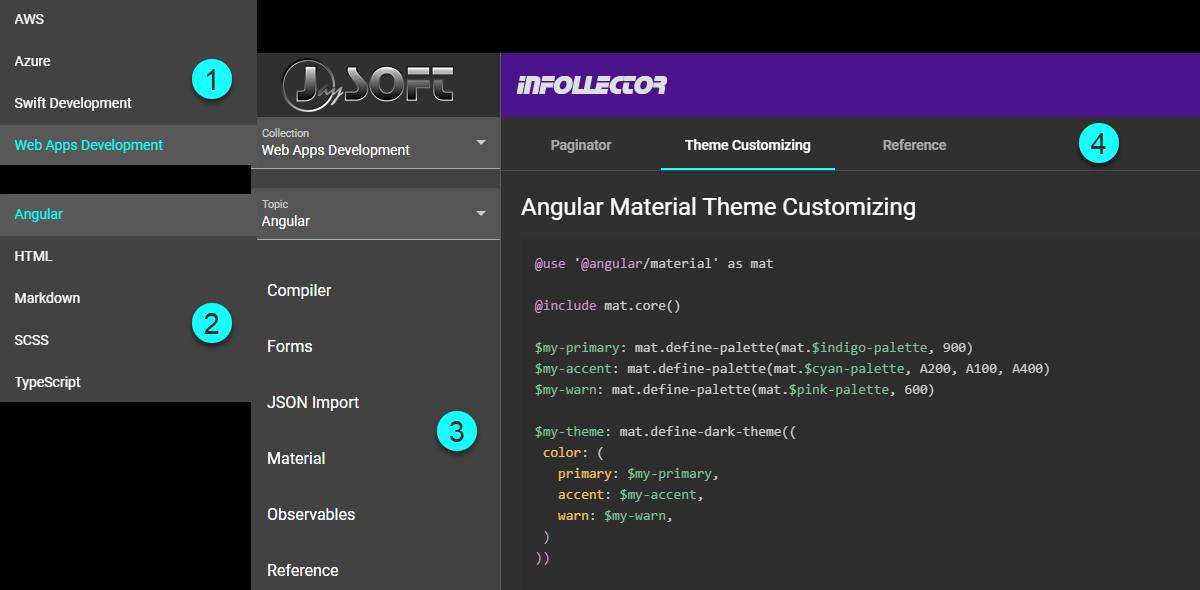 AWS
Azure
1
Swift Development
Web Apps Development
Angular
HTML
Markdown
2
SCSS
TypeScript
JaySOFT
Collection
Web Apps Development
Topic
Angular
Compiler
Forms
JSON Import
3
Material
Observables
Reference
INFOLLECTOR
Paginator Theme Customizing Reference 4
Angular Material Theme Customizing
@use '@angular/material' as mat
@include mat.core()
$my-primary: mat.define-palette(mat.$indigo-palette, 900)
$my-accent: mat.define-palette(mat.$cyan-palette, A200, A100, A400)
$my-warn: mat.define-palette(mat.$pink-palette, 600)
$my-theme: mat.define-dark-theme((
color: (
primary: $my-primary,
accent: $my-accent,
warn: $my-warn,
)
))